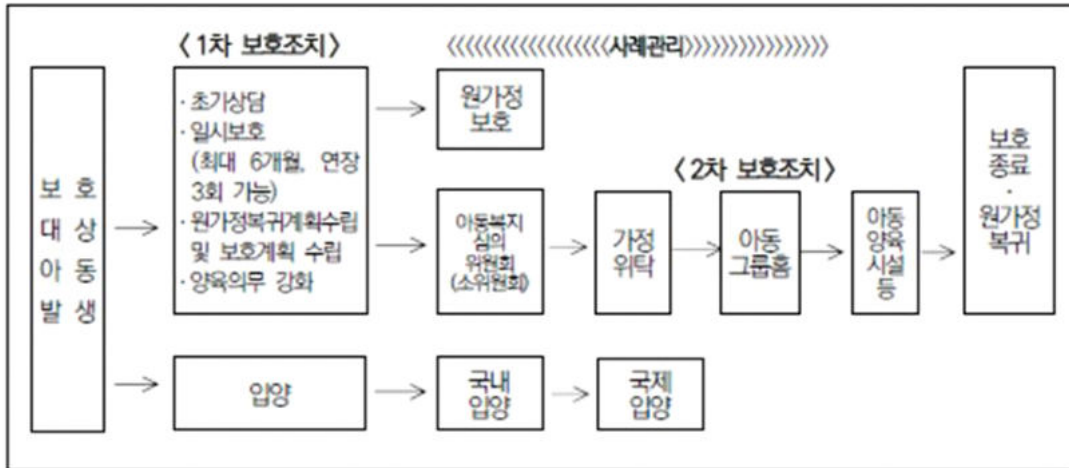 〈 1차 보호조치 〉
《《《《《《《《《사례관리》》》》》》》》
보 호
대 상
아 동
발 생
· 초기상담
· 일시보호
(최대 6개월, 연장
3회 가능)
· 원가정복귀계획수립
및 보호계획 수립
· 양육의무 강화
원가정
보호
아동복지
심의
위원회
(소위원회)
〈 2차 보호조치 〉
가정
위탁
아동
그룹홈
아동
양육
시설
등
보호
종료
·
원가정
복귀
입양
국내
입양
국제
입양